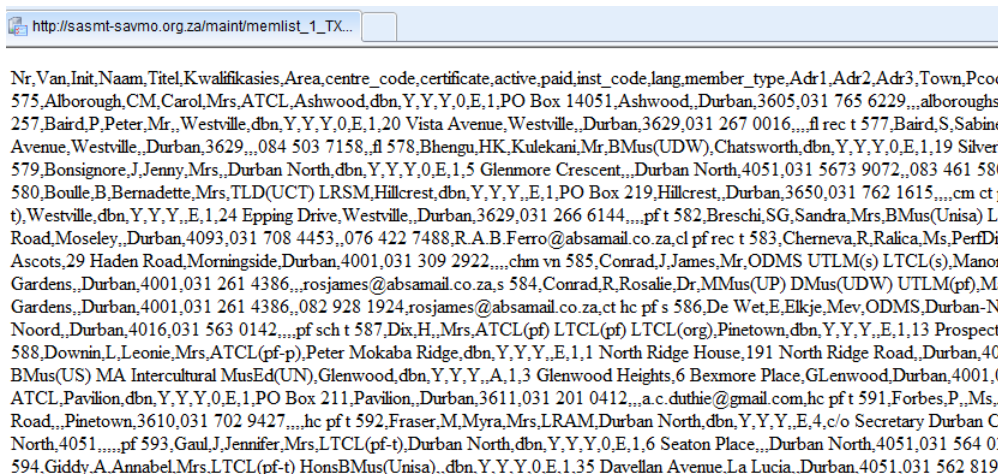 http://sasmt-savmo.org.za/maint/memlist_1_TX...
Nr,Van,Init,Naam,Titel,Kwalifikasies,Area,centre_code,certificate,active,paid,inst_code,lang,member_type,Adr1,Adr2,Adr3,Town,Pcod
575,Alborough,CM,Carol,Mrs,ATCL,Ashwood,dbn,Y,Y,Y,0,E,1,PO Box 14051,Ashwood,,Durban,3605,031 765 6229,,,alboroughs
257,Baird,P,Peter,Mr,,Westville,dbn,Y,Y,Y,0,E,1,20 Vista Avenue,Westville,,Durban,3629,031 267 0016,,,,fl rec t 577,Baird,S,Sabine
Avenue,Westville,,Durban,3629,,,084 503 7158,,fl 578,Bhengu,HK,Kulekani,Mr,BMus(UDW),Chatsworth,dbn,Y,Y,Y,0,E,1,19 Silver
579,Bonsignore,J,Jenny,Mrs,,Durban North,dbn,Y,Y,Y,0,E,1,5 Glenmore Crescent,,,Durban North,4051,031 5673 9072,,083 461 580
580,Boulle,B,Bernadette,Mrs,TLD(UCT) LRSM,Hillcrest,dbn,Y,Y,Y,,E,1,PO Box 219,Hillcrest,,Durban,3650,031 762 1615,,,,cm ct
t),Westville,dbn,Y,Y,Y,,E,1,24 Epping Drive,Westville,,Durban,3629,031 266 6144,,,,pf t 582,Breschi,SG,Sandra,Mrs,BMus(Unisa) L
Road,Moseley,,Durban,4093,031 708 4453,,076 422 7488,R.A.B.Ferro@absamail.co.za,cl pf rec t 583,Cherneva,R,Ralica,Ms,PerfDi
Ascots,29 Haden Road,Morningside,Durban,4001,031 309 2922,,,,chm vn 585,Conrad,J,James,Mr,ODMS UTLM(s) LTCL(s),Manor
Gardens,,Durban,4001,031 261 4386,,,rosjames@absamail.co.za,s 584,Conrad,R,Rosalie,Dr,MMus(UP) DMus(UDW) UTLM(pf),M
Gardens,,Durban,4001,031 261 4386,,082 928 1924,rosjames@absamail.co.za,ct hc pf s 586,De Wet,E,Elkje,Mev,ODMS,Durban-N
Noord,,Durban,4016,031 563 0142,,,,pf sch t 587,Dix,H,,Mrs,ATCL(pf) LTCL(pf) LTCL(org),Pinetown,dbn,Y,Y,Y,,E,1,13 Prospect
588,Downin,L,Leonie,Mrs,ATCL(pf-p),Peter Mokaba Ridge,dbn,Y,Y,Y,,E,1,1 North Ridge House,191 North Ridge Road,,Durban,40
BMus(US) MA Intercultural MusEd(UN),Glenwood,dbn,Y,Y,Y,,A,1,3 Glenwood Heights,6 Bexmore Place,GLenwood,Durban,4001,0
ATCL,Pavilion,dbn,Y,Y,Y,0,E,1,PO Box 211,Pavilion,,Durban,3611,031 201 0412,,,a.c.duthie@gmail.com,hc pf t 591,Forbes,P,,Ms,
Road,,,Pinetown,3610,031 702 9427,,,,hc pf t 592,Fraser,M,Myra,Mrs,LRAM,Durban North,dbn,Y,Y,Y,,E,4,c/o Secretary Durban C
North,4051,,,,,pf 593,Gaul,J,Jennifer,Mrs,LTCL(pf-t),Durban North,dbn,Y,Y,Y,0,E,1,6 Seaton Place,,,Durban North,4051,031 564 0
594,Giddy,A,Annabel,Mrs,LTCL(pf-t) HonsBMus(Unisa),,dbn,Y,Y,Y,0,E,1,35 Davellan Avenue,La Lucia,,Durban,4051,031 562 819